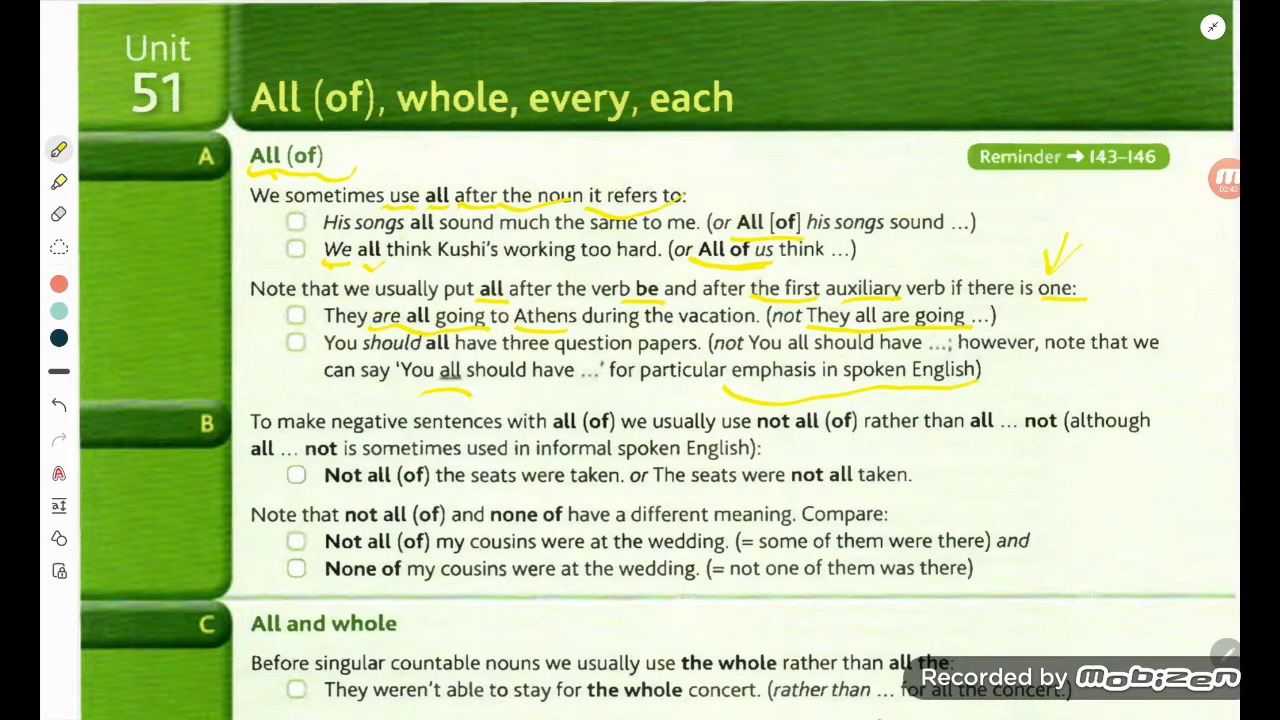 Unit
51
All (of), whole, every, each
A
All (of)
Reminder → 143–146
We sometimes use all after the noun it refers to:
His songs all sound much the same to me. (or All [of] his songs sound ...)
We all think Kushi's working too hard. (or All of us think ...)
Note that we usually put all after the verb be and after the first auxiliary verb if there is one:
They are all going to Athens during the vacation. (not They all are going ...)
You should all have three question papers. (not You all should have ...; however, note that we
can say 'You all should have ...' for particular emphasis in spoken English)
B
To make negative sentences with all (of) we usually use not all (of) rather than all ... not (although
all ... not is sometimes used in informal spoken English):
Not all (of) the seats were taken. or The seats were not all taken.
Note that not all (of) and none of have a different meaning. Compare:
Not all (of) my cousins were at the wedding. (= some of them were there) and
None of my cousins were at the wedding. (= not one of them was there)
C
All and whole
Before singular countable nouns we usually use the whole rather than all the:
They weren't able to stay for the whole concert. (rather than ... for all the concert.)
Recorded by Mobizen
02:42